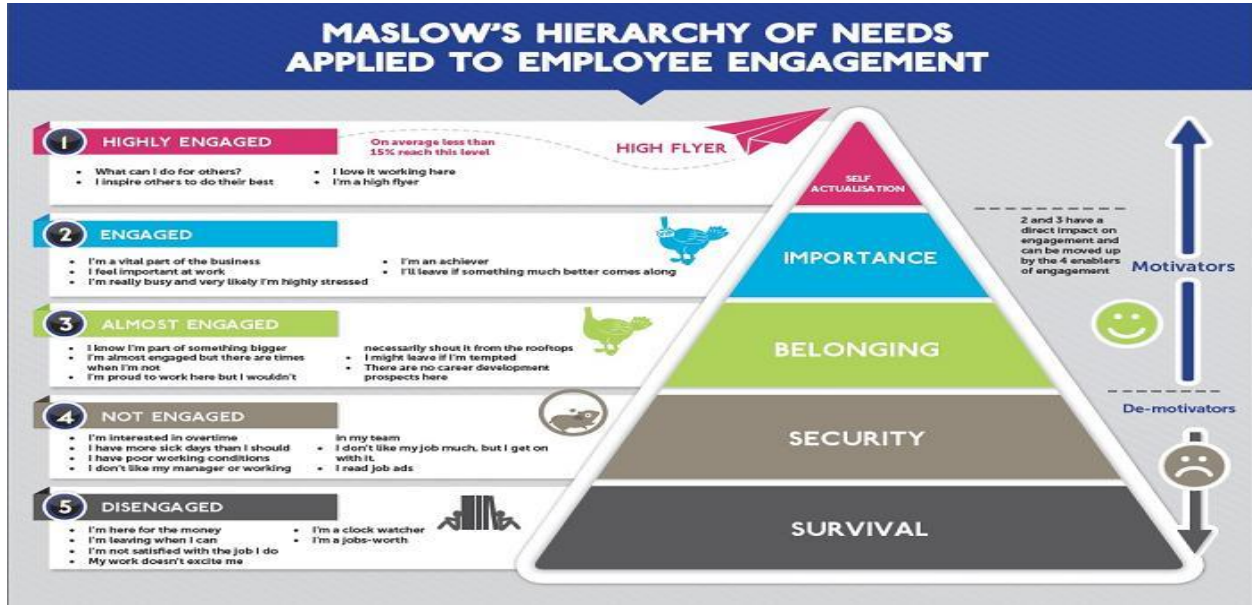 MASLOW'S HIERARCHY OF NEEDS
APPLIED TO EMPLOYEE ENGAGEMENT
1 HIGHLY ENGAGED
On average less than
15% reach this level
HIGH FLYER
• What can I do for others?
• I inspire others to do their best
• I love it working here
• I'm a high flyer
SELF
ACTUALISATION
2 ENGAGED
• I'm a vital part of the business
• I feel important at work
• I'm really busy and very likely I'm highly stressed
• I'm an achiever
• I'll leave if something much better comes along
IMPORTANCE
3 ALMOST ENGAGED
• I know I'm part of something bigger
• I'm almost engaged but there are times
when I'm not
• I'm proud to work here but I wouldn't
necessarily shout it from the rooftops
• I might leave if I'm tempted
• There are no career development
prospects here
BELONGING
4 NOT ENGAGED
• I'm interested in overtime
• I have more sick days than I should
• I have poor working conditions
• I don't like my manager or working
in my team
• I don't like my job much, but I get on
with it.
• I read job ads
SECURITY
5 DISENGAGED
• I'm here for the money
• I'm leaving when I can
• I'm not satisfied with the job I do
• My work doesn't excite me
• I'm a clock watcher
• I'm a jobs-worth
SURVIVAL
2 and 3 have a
direct impact on
engagement and
can be moved up
by the 4 enablers
of engagement
Motivators
De-motivators